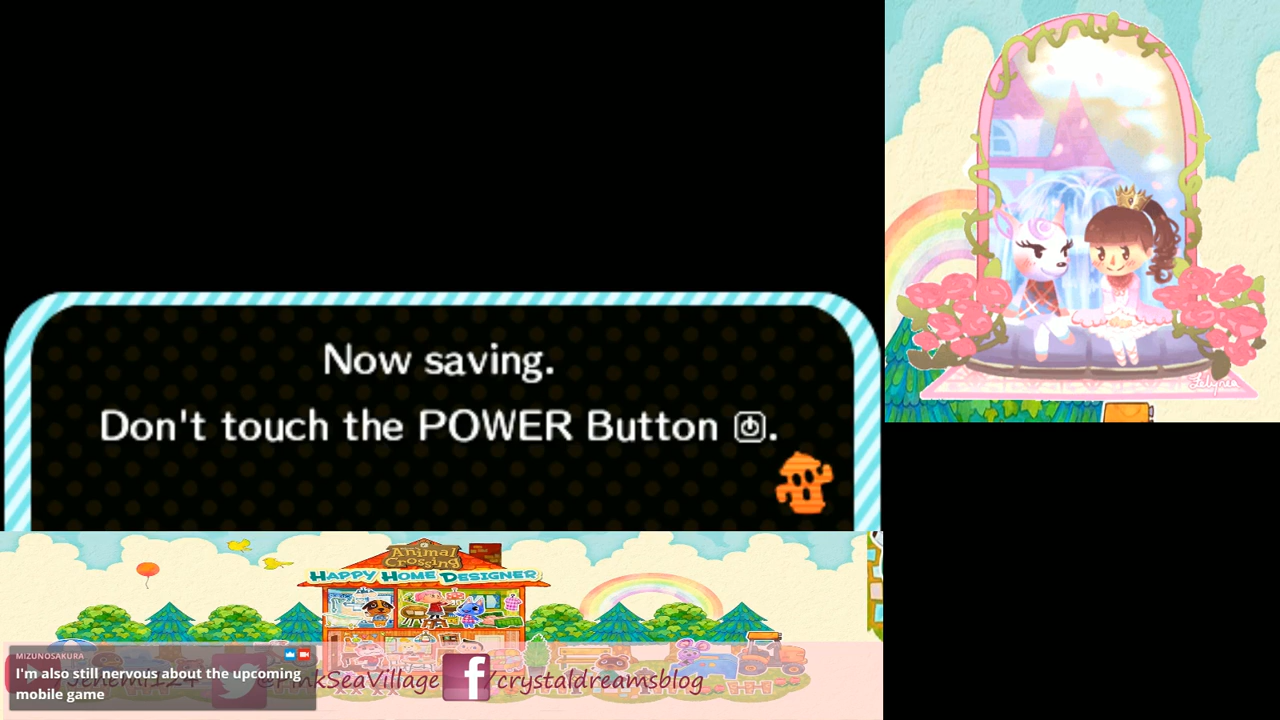 Now saving.
Don't touch the POWER Button
Animal
Crossing
HAPPY HOME DESIGNER
MIZUNOSAKURA
I'm also still nervous about the upcoming
mobile game
/crystaldreamsblog